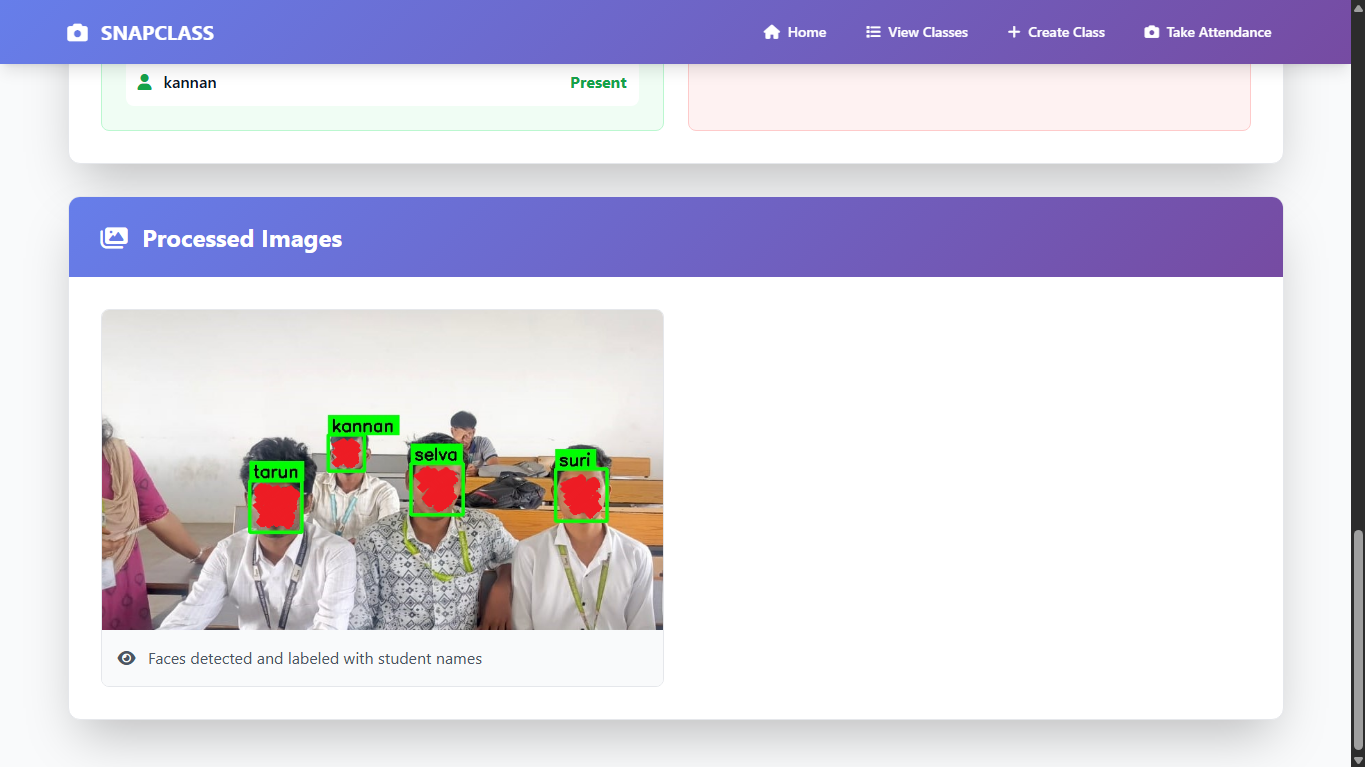 SNAPCLASS
Home
View Classes
Create Class
Take Attendance
kannan
Present
Processed Images
kannan
selva
suri
tarun
Faces detected and labeled with student names